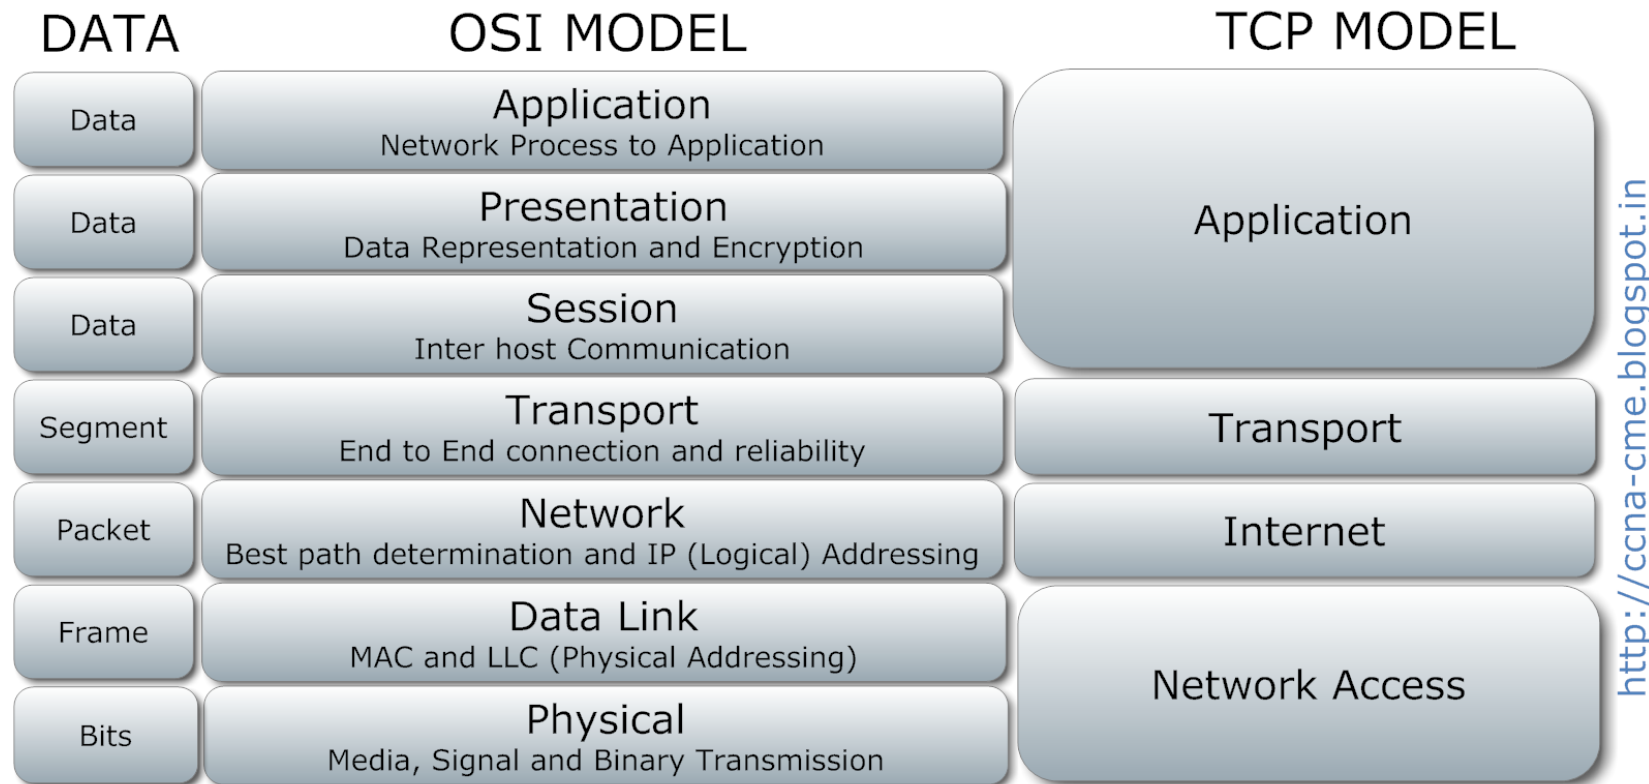 DATA OSI MODEL TCP MODEL
Data
Application
Network Process to Application
Data
Presentation
Data Representation and Encryption
Data
Session
Inter host Communication
Application
Segment
Transport
End to End connection and reliability
Transport
Packet
Network
Best path determination and IP (Logical) Addressing
Internet
Frame
Data Link
MAC and LLC (Physical Addressing)
Bits
Physical
Media, Signal and Binary Transmission
Network Access
http://ccna-cme.blogspot.in